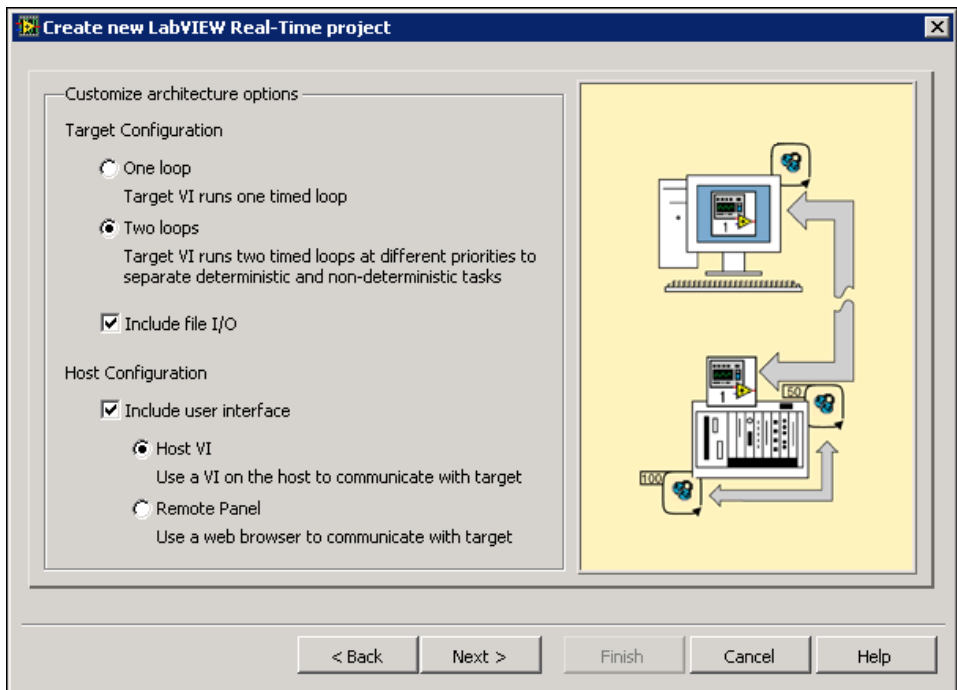 Create new LabVIEW Real-Time project
Customize architecture options
Target Configuration
One loop
Target VI runs one timed loop
Two loops
Target VI runs two timed loops at different priorities to
separate deterministic and non-deterministic tasks
Include file I/O
Host Configuration
Include user interface
Host VI
Use a VI on the host to communicate with target
Remote Panel
Use a web browser to communicate with target
1
1
50
100
< Back
Next >
Finish
Cancel
Help